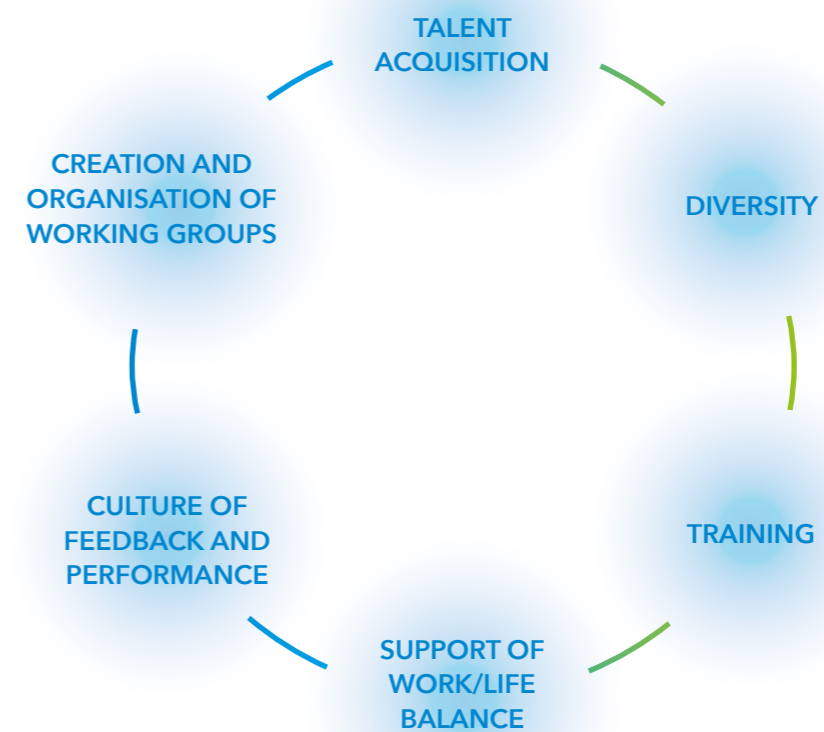 TALENT
ACQUISITION
DIVERSITY
TRAINING
SUPPORT OF
WORK/LIFE
BALANCE
CULTURE OF
FEEDBACK AND
PERFORMANCE
CREATION AND
ORGANISATION OF
WORKING GROUPS